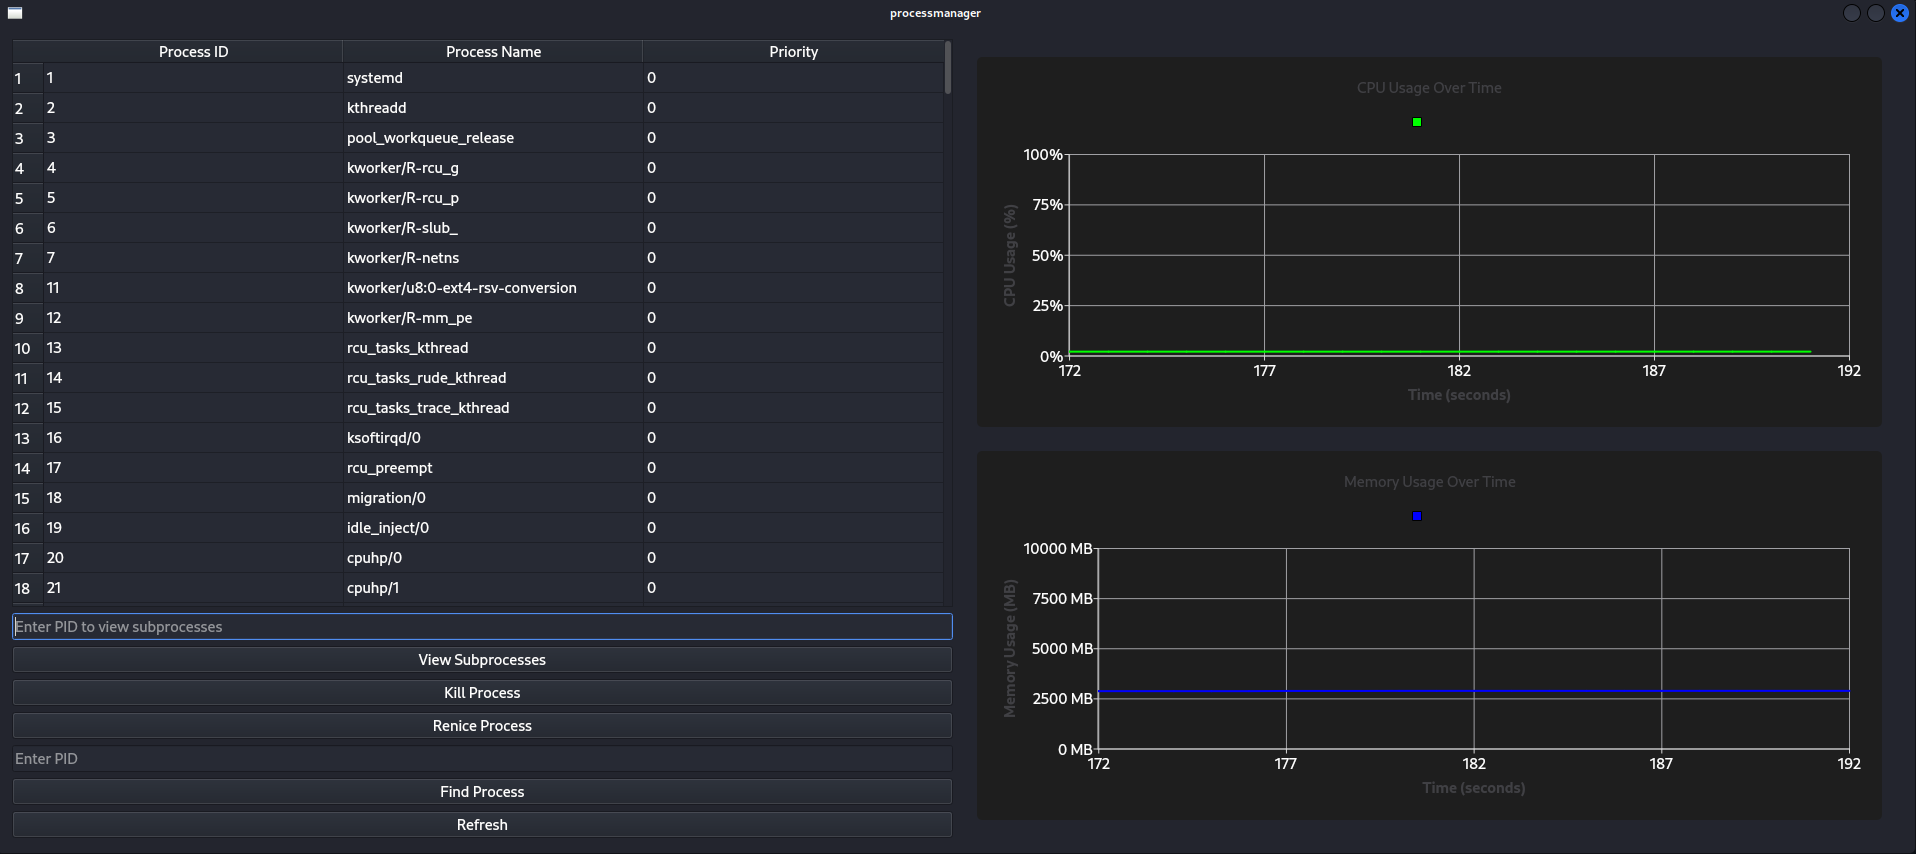 processmanager
Process ID Process Name Priority
1 1 systemd 0
2 2 kthreadd 0
3 3 pool_workqueue_release 0
4 4 kworker/R-rcu_g 0
5 5 kworker/R-rcu_p 0
6 6 kworker/R-slub_ 0
7 7 kworker/R-netns 0
8 11 kworker/u8:0-ext4-rsv-conversion 0
9 12 kworker/R-mm_pe 0
10 13 rcu_tasks_kthread 0
11 14 rcu_tasks_rude_kthread 0
12 15 rcu_tasks_trace_kthread 0
13 16 ksoftirqd/0 0
14 17 rcu_preempt 0
15 18 migration/0 0
16 19 idle_inject/0 0
17 20 cpuhp/0 0
18 21 cpuhp/1 0
Enter PID to view subprocesses
View Subprocesses
Kill Process
Renice Process
Enter PID
Find Process
Refresh
CPU Usage Over Time
CPU Usage (%)
100%
75%
50%
25%
0%
172 177 182 187 192
Time (seconds)
Memory Usage Over Time
Memory Usage (MB)
10000 MB
7500 MB
5000 MB
2500 MB
0 MB
172 177 182 187 192
Time (seconds)